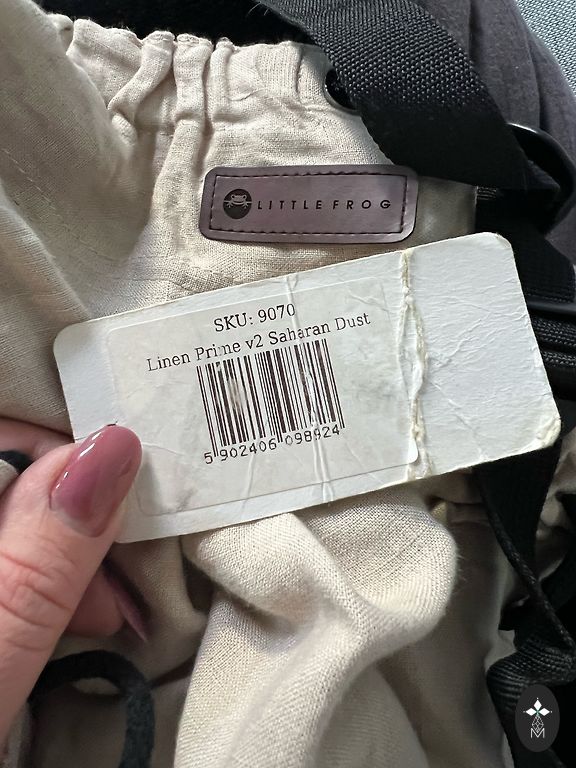 LITTLE FROG
SKU: 9070
Linen Prime v2 Saharan Dust
5 902406 098924